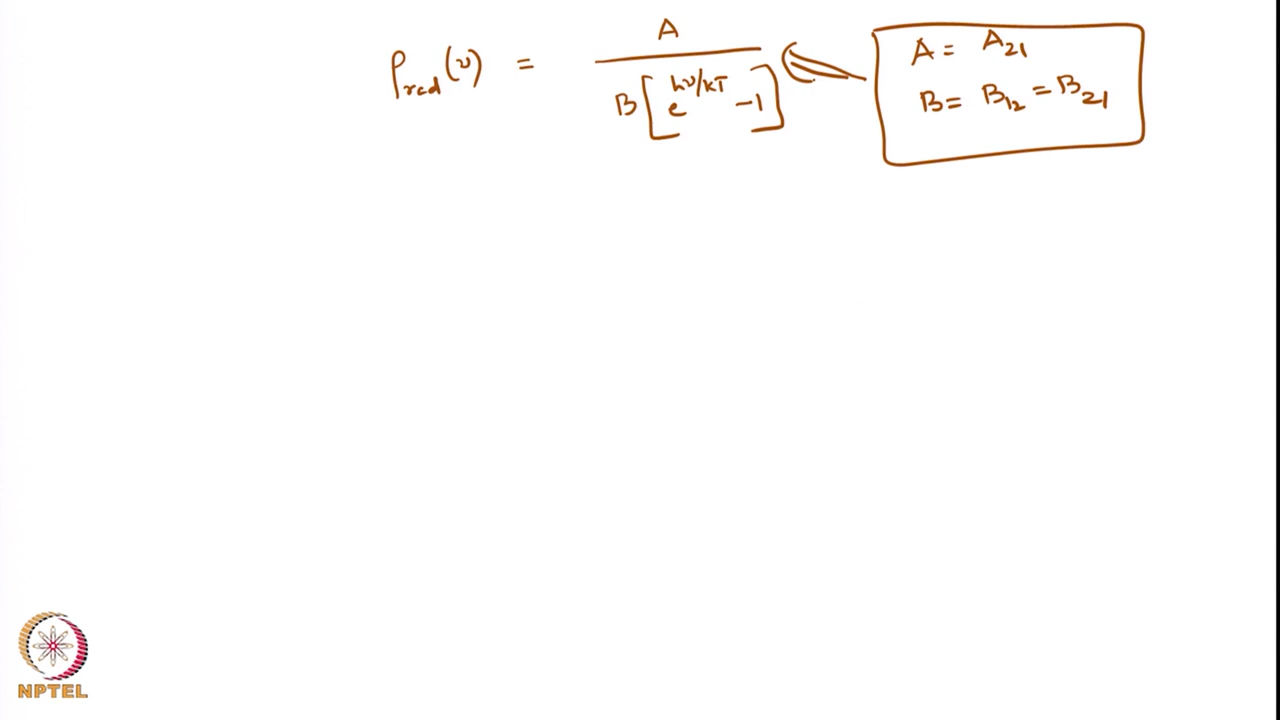 ρ_rad(ν) = A / B[e^{hν/kT} −1]
A = A₂₁
B = B₁₂ = B₂₁
NPTEL